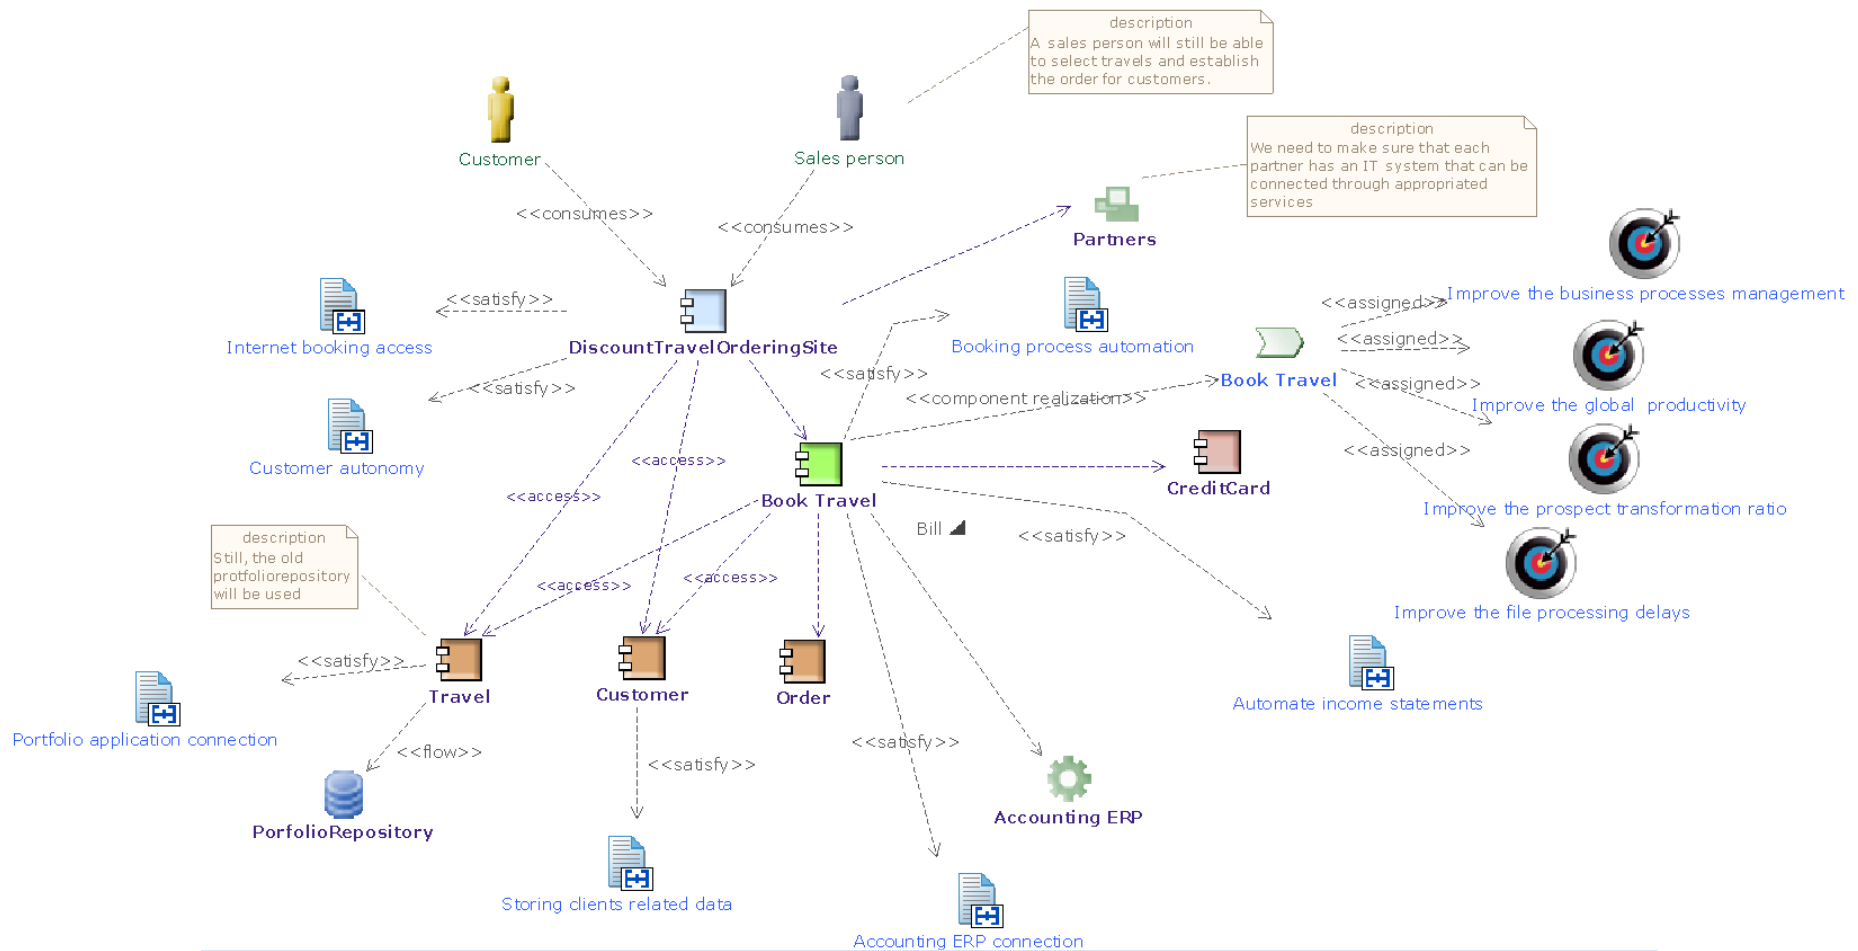 description
A sales person will still be able
to select travels and establish
the order for customers.
description
We need to make sure that each
partner has an IT system that can be
connected through appropriated
services
Customer
Sales person
<<consumes>>
<<consumes>>
Partners
<<satisfy>>
Internet booking access
DiscountTravelOrderingSite
Booking process automation
<<assigned>>
Improve the business processes management
<<assigned>>
Book Travel
<<assigned>>
Improve the global  productivity
<<satisfy>>
<<satisfy>>
<<component realization>>
Customer autonomy
<<access>>
<<access>>
Book Travel
CreditCard
<<assigned>>
Improve the prospect transformation ratio
Bill
<<satisfy>>
description
Still, the old
protfoliorepository
will be used
<<access>>
<<access>>
Improve the file processing delays
<<satisfy>>
Travel
Customer
Order
Automate income statements
Portfolio application connection
<<flow>>
<<satisfy>>
<<satisfy>>
PorfolioRepository
Accounting ERP
Storing clients related data
Accounting ERP connection